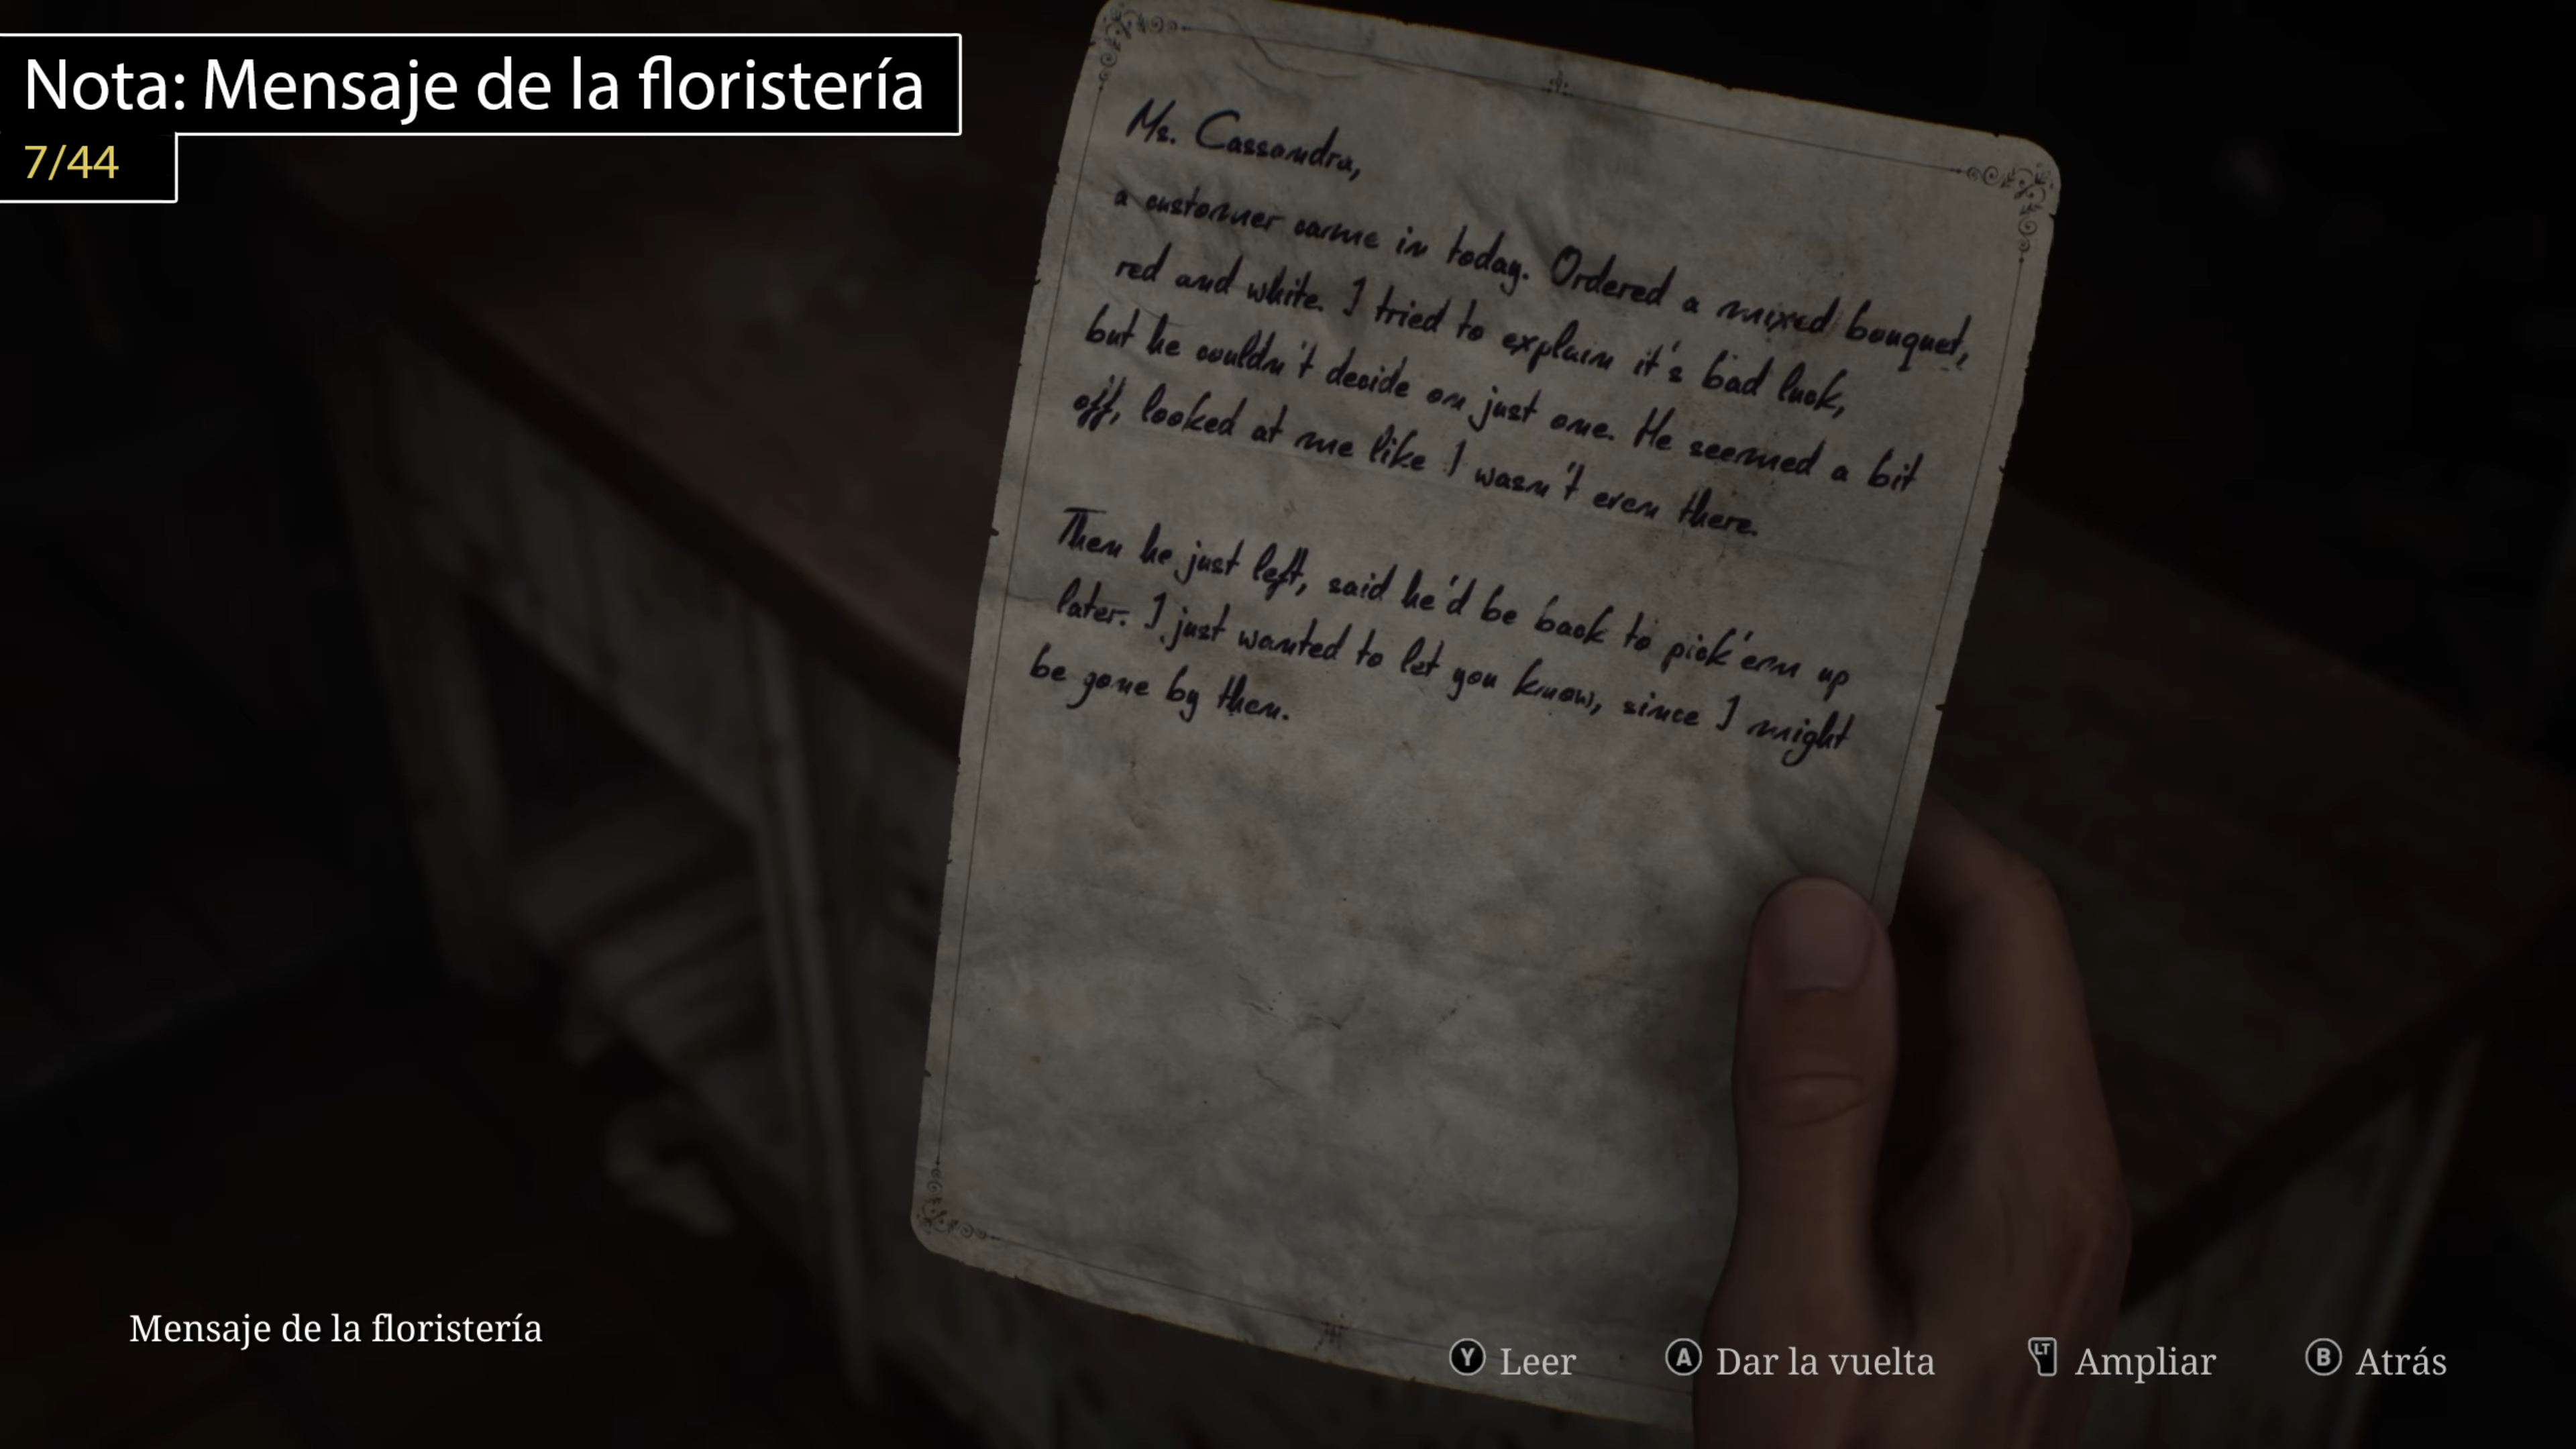 Nota: Mensaje de la floristería
7/44
Ms. Cassandra,
a customer came in today. Ordered a mixed bouquet,
red and white. I tried to explain it's bad luck,
but he couldn't decide on just one. He seemed a bit
off, looked at me like I wasn't even there.
Then he just left, said he'd be back to pick'em up
later. I just wanted to let you know, since I might
be gone by then.
Mensaje de la floristería
Y Leer
A Dar la vuelta
LT Ampliar
B Atrás